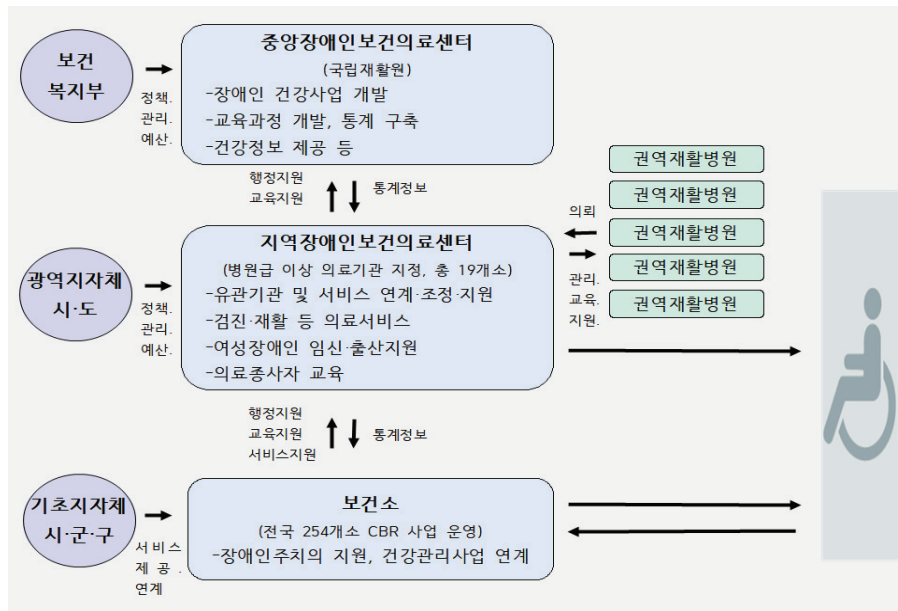 보건
복지부
정책.
관리.
예산.
중앙장애인보건의료센터
(국립재활원)
-장애인 건강사업 개발
-교육과정 개발, 통계 구축
-건강정보 제공 등
행정지원
교육지원
통계정보
광역지자체
시·도
정책.
관리.
예산.
지역장애인보건의료센터
(병원급 이상 의료기관 지정, 총 19개소)
-유관기관 및 서비스 연계·조정·지원
-검진·재활 등 의료서비스
-여성장애인 임신·출산지원
-의료종사자 교육
의뢰
관리.
교육.
지원.
권역재활병원
권역재활병원
권역재활병원
권역재활병원
권역재활병원
행정지원
교육지원
서비스지원
통계정보
기초지자체
시·군·구
서비스
제공.
연계
보건소
(전국 254개소 CBR 사업 운영)
-장애인주치의 지원, 건강관리사업 연계